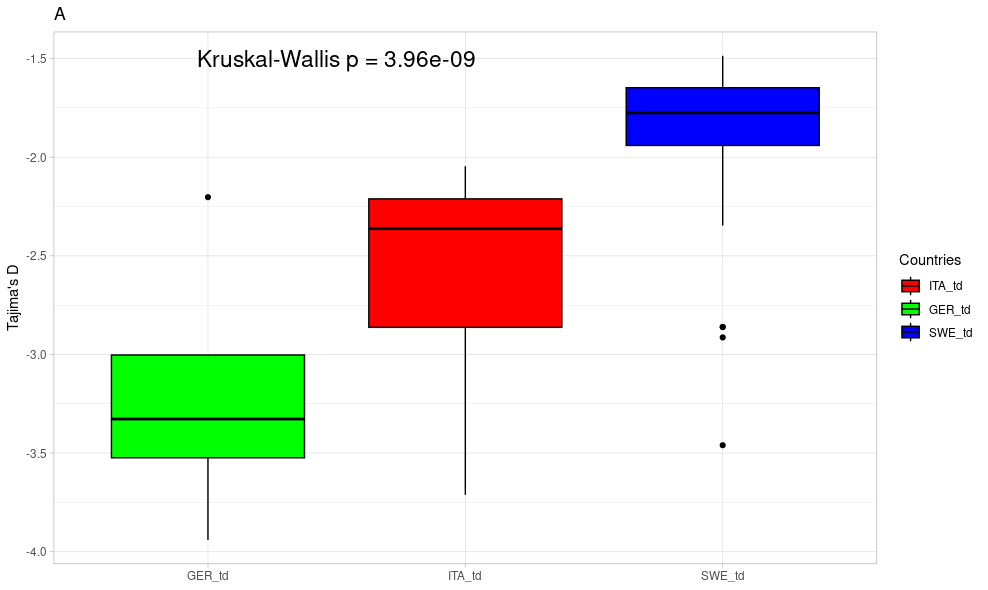 A
Kruskal-Wallis p = 3.96e-09
Tajima's D
-1.5
-2.0
-2.5
-3.0
-3.5
-4.0
GER_td
ITA_td
SWE_td
Countries
ITA_td
GER_td
SWE_td